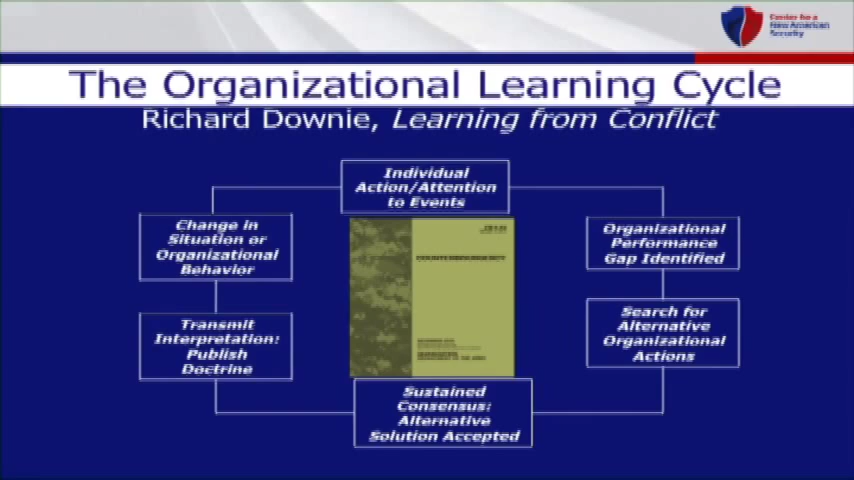 Center for a
New American
Security
The Organizational Learning Cycle
Richard Downie, Learning from Conflict
Individual
Action/Attention
to Events
Change in
Situation or
Organizational
Behavior
Organizational
Performance
Gap Identified
COUNTERINSURGENCY
Transmit
Interpretation:
Publish
Doctrine
Search for
Alternative
Organizational
Actions
Sustained
Consensus:
Alternative
Solution Accepted